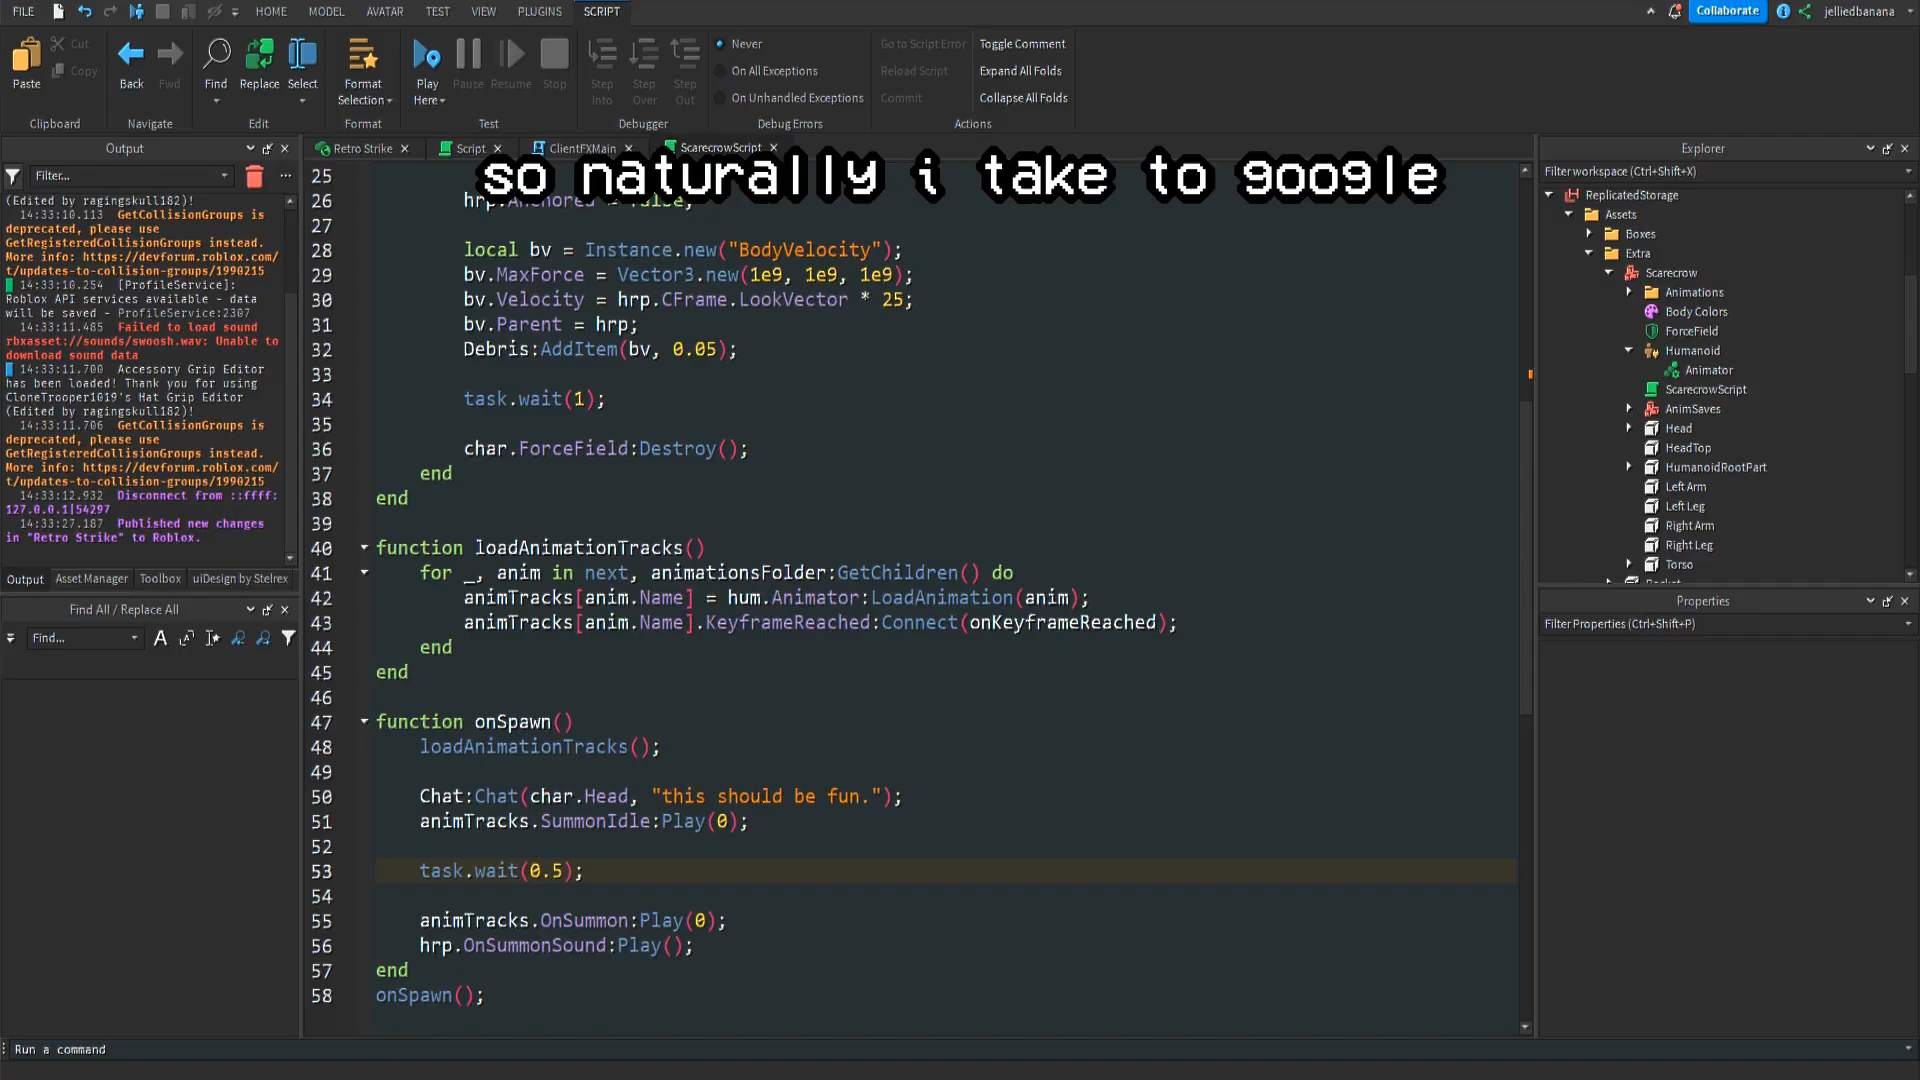 FILE HOME MODEL AVATAR TEST VIEW PLUGINS SCRIPT Collaborate jelliedbanana
Paste Cut Copy Back Fwd Find Replace Select Format Selection Play Here Pause Resume Stop Step Into Step Over Step Out
Never
On All Exceptions
On Unhandled Exceptions
Go to Script Error
Reload Script
Commit
Toggle Comment
Expand All Folds
Collapse All Folds
Clipboard Navigate Edit Format Test Debugger Debug Errors Actions
Output
Filter...
(Edited by ragingskull182)!
14:33:10.113 GetCollisionGroups is
deprecated, please use
GetRegisteredCollisionGroups instead.
More info: https://devforum.roblox.com/
t/updates-to-collision-groups/1990215
14:33:10.254 [ProfileService]:
Roblox API services available - data
will be saved - ProfileService:2307
14:33:11.485 Failed to load sound
rbxasset://sounds/swoosh.wav: Unable to
download sound data
14:33:11.700 Accessory Grip Editor
has been loaded! Thank you for using
CloneTrooper1019's Hat Grip Editor
(Edited by ragingskull182)!
14:33:11.706 GetCollisionGroups is
deprecated, please use
GetRegisteredCollisionGroups instead.
More info: https://devforum.roblox.com/
t/updates-to-collision-groups/1990215
14:33:12.932 Disconnect from ::ffff:
127.0.0.1|54297
14:33:27.187 Published new changes
in "Retro Strike" to Roblox.
Output Asset Manager Toolbox uiDesign by Stelrex
Find All / Replace All
Find...
Retro Strike Script ClientFXMain ScarecrowScript
so naturally i take to google
25
26 hrp.Anchored = false;
27
28 local bv = Instance.new("BodyVelocity");
29 bv.MaxForce = Vector3.new(1e9, 1e9, 1e9);
30 bv.Velocity = hrp.CFrame.LookVector * 25;
31 bv.Parent = hrp;
32 Debris:AddItem(bv, 0.05);
33
34 task.wait(1);
35
36 char.ForceField:Destroy();
37 end
38 end
39
40 function loadAnimationTracks()
41 for _, anim in next, animationsFolder:GetChildren() do
42 animTracks[anim.Name] = hum.Animator:LoadAnimation(anim);
43 animTracks[anim.Name].KeyframeReached:Connect(onKeyframeReached);
44 end
45 end
46
47 function onSpawn()
48 loadAnimationTracks();
49
50 Chat:Chat(char.Head, "this should be fun.");
51 animTracks.SummonIdle:Play(0);
52
53 task.wait(0.5);
54
55 animTracks.OnSummon:Play(0);
56 hrp.OnSummonSound:Play();
57 end
58 onSpawn();
Explorer
Filter workspace (Ctrl+Shift+X)
ReplicatedStorage
Assets
Boxes
Extra
Scarecrow
Animations
Body Colors
ForceField
Humanoid
Animator
ScarecrowScript
AnimSaves
Head
HeadTop
HumanoidRootPart
Left Arm
Left Leg
Right Arm
Right Leg
Torso
Properties
Filter Properties (Ctrl+Shift+P)
Run a command